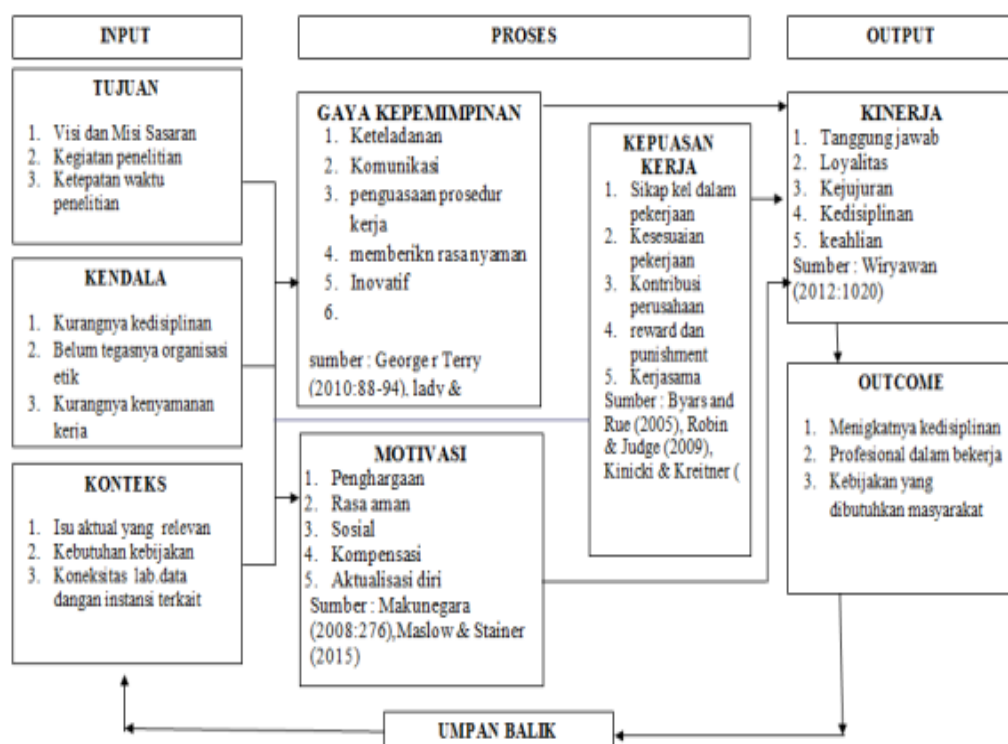 INPUT
PROSES
OUTPUT
TUJUAN
1. Visi dan Misi Sasaran
2. Kegiatan penelitian
3. Ketepatan waktu
penelitian
KENDALA
1. Kurangnya kedisiplinan
2. Belum tegasnya organisasi
etik
3. Kurangnya kenyamanan
kerja
KONTEKS
1. Isu aktual yang relevan
2. Kebutuhan kebijakan
3. Koneksitas lab.data
dangan instansi terkait
GAYA KEPEMIMPINAN
1. Keteladanan
2. Komunikasi
3. penguasaan prosedur
kerja
4. memberikn rasa nyaman
5. Inovatif
6.
sumber : George r Terry
(2010:88-94). lady &
MOTIVASI
1. Penghargaan
2. Rasa aman
3. Sosial
4. Kompensasi
5. Aktualisasi diri
Sumber : Makunegara
(2008:276),Maslow & Stainer
(2015)
KEPUASAN
KERJA
1. Sikap kel dalam
pekerjaan
2. Kesesuaian
pekerjaan
3. Kontribusi
perusahaan
4. reward dan
punishment
5. Kerjasama
Sumber : Byars and
Rue (2005), Robin
& Judge (2009),
Kinicki & Kreitner (
KINERJA
1. Tanggung jawab
2. Loyalitas
3. Kejujuran
4. Kedisiplinan
5. keahlian
Sumber : Wiryawan
(2012:1020)
OUTCOME
1. Menigkatnya kedisiplinan
2. Profesional dalam bekerja
3. Kebijakan yang
dibutuhkan masyarakat
UMPAN BALIK